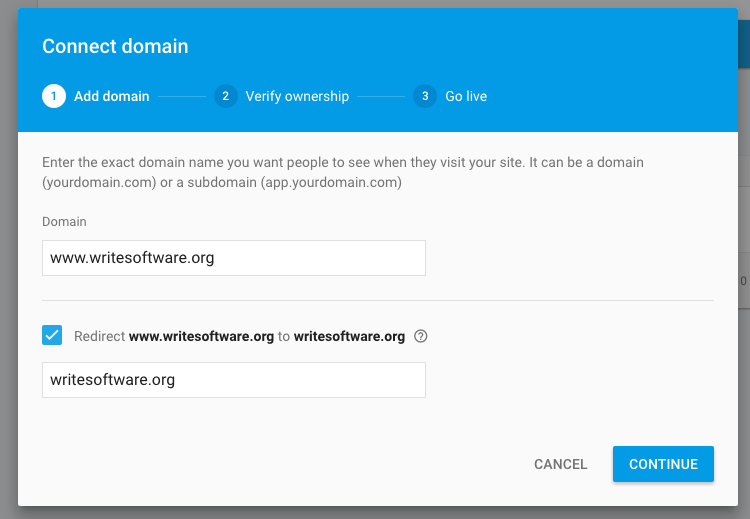 Connect domain
1 Add domain 2 Verify ownership 3 Go live
Enter the exact domain name you want people to see when they visit your site. It can be a domain
(yourdomain.com) or a subdomain (app.yourdomain.com)
Domain
www.writesoftware.org
Redirect www.writesoftware.org to writesoftware.org ?
writesoftware.org
CANCEL CONTINUE
0